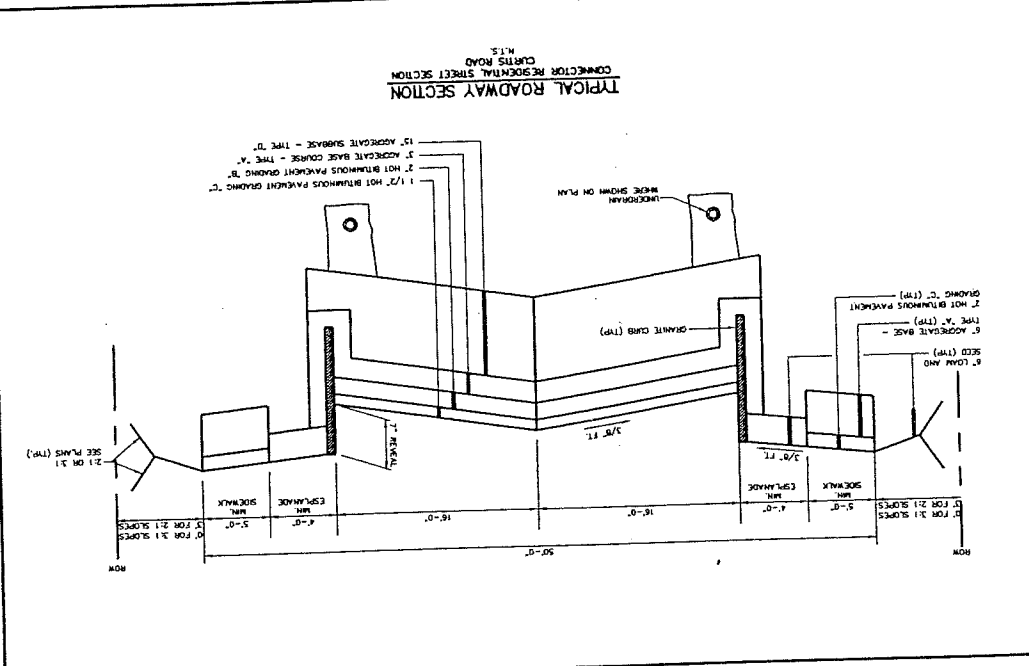 ROW
50'-0"
ROW
0' FOR 3:1 SLOPES
3' FOR 2:1 SLOPES
5'-0"
MIN.
SIDEWALK
4'-0"
MIN.
ESPLANADE
16'-0"
16'-0"
4'-0"
MIN.
ESPLANADE
5'-0"
MIN.
SIDEWALK
0' FOR 3:1 SLOPES
3' FOR 2:1 SLOPES
2:1 OR 3:1
SEE PLANS (TYP.)
7" REVEAL
3/8" FT.
3/8" FT.
6" LOAM AND
SEED (TYP)
6" AGGREGATE BASE -
TYPE "A" (TYP)
2" HOT BITUMINOUS PAVEMENT
GRADING "C" (TYP)
GRANITE CURB (TYP)
UNDERDRAIN
WHERE SHOWN ON PLAN
1 1/2" HOT BITUMINOUS PAVEMENT GRADING "C"
2" HOT BITUMINOUS PAVEMENT GRADING "B"
3" AGGREGATE BASE COURSE - TYPE "A"
15" AGGREGATE SUBBASE - TYPE "D"
TYPICAL ROADWAY SECTION
CONNECTOR RESIDENTIAL STREET SECTION
CURTIS ROAD
N.T.S.